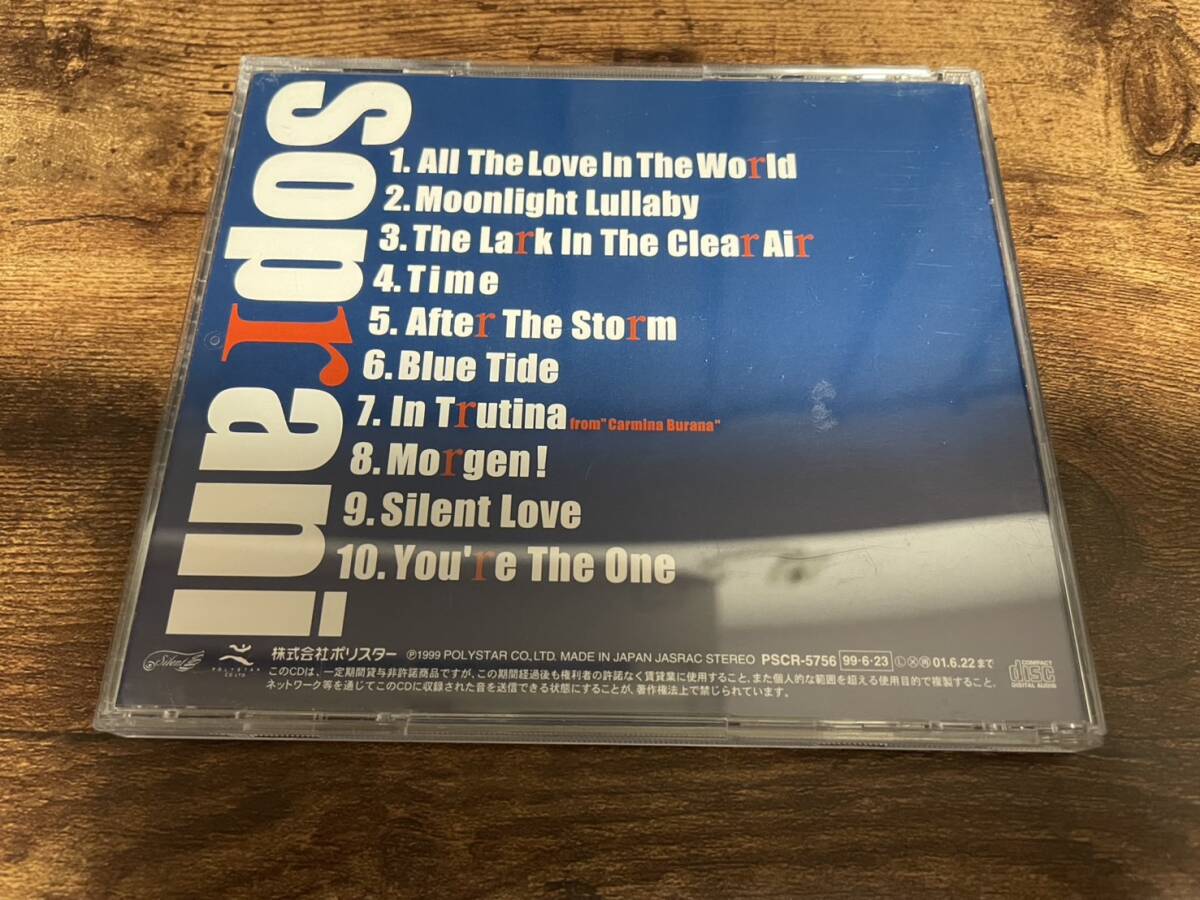 soprani
1. All The Love In The World
2. Moonlight Lullaby
3. The Lark In The Clear Air
4. Time
5. After The Storm
6. Blue Tide
7. In Trutina from "Carmina Burana"
8. Morgen!
9. Silent Love
10. You're The One
Silent
POLYSTAR CO., LTD.
株式会社ポリスター ℗1999 POLYSTAR CO., LTD. MADE IN JAPAN JASRAC STEREO PSCR-5756 99・6・23 Ⓛ Ⓧ 01.6.22 まで
このCDは、一定期間貸与非許諾商品ですが、この期間経過後も権利者の許諾なく賃貸業に使用すること、また個人的な範囲を超える使用目的で複製すること、
ネットワーク等を通じてこのCDに収録された音を送信できる状態にすることが、著作権法上で禁じられています。
COMPACT
disc
DIGITAL AUDIO